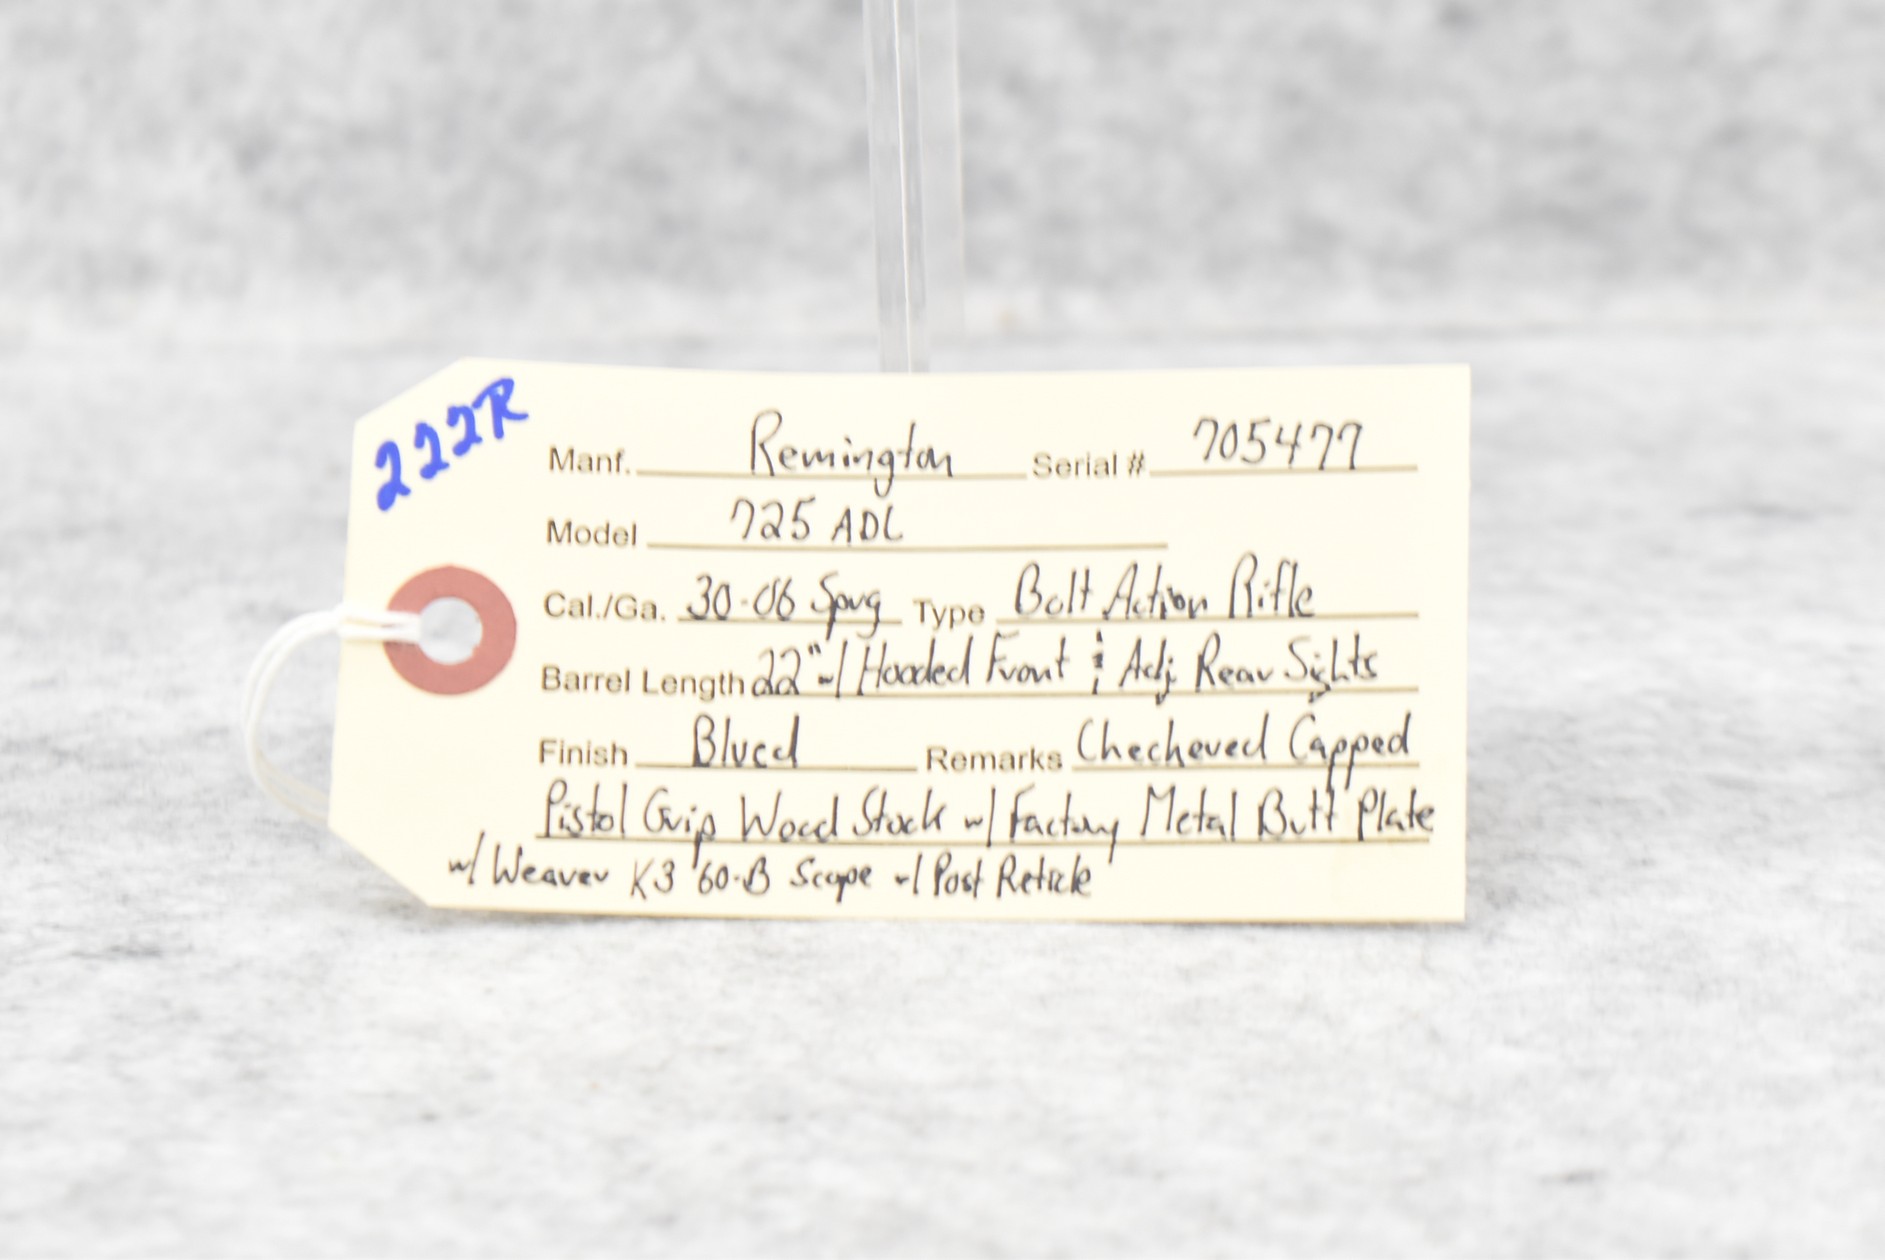 222R
Manf. Remington Serial # 705477
Model 725 ADL
Cal./Ga. 30-06 Sprg Type Bolt Action Rifle
Barrel Length 22" w/ Hooded Front & Adj Rear Sights
Finish Blued Remarks Checkered Capped
Pistol Grip Wood Stock w/ Factory Metal Butt Plate
w/ Weaver K3 60-B Scope w/ Post Reticle